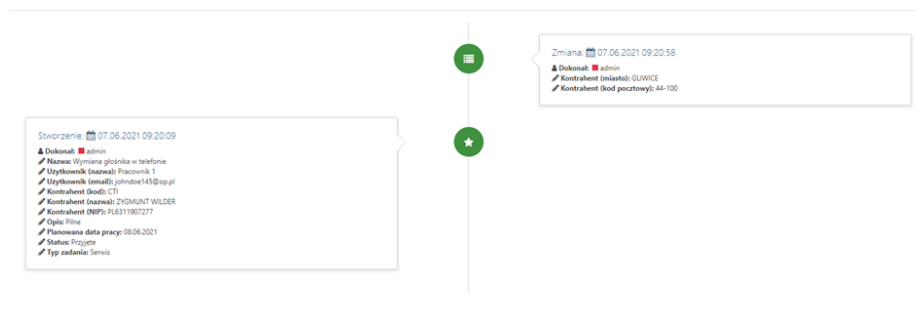 Zmiana: 07.06.2021 09:20:58
Dokonał: admin
Kontrahent (miasto): GLIWICE
Kontrahent (kod pocztowy): 44-100
Stworzenie: 07.06.2021 09:20:09
Dokonał: admin
Nazwa: Wymiana głośnika w telefonie
Użytkownik (nazwa): Pracownik 1
Użytkownik (email): johndoe145@op.pl
Kontrahent (kod): CTI
Kontrahent (nazwa): ZYGMUNT WILDER
Kontrahent (NIP): PL6311907277
Opis: Pilne
Planowana data pracy: 08.06.2021
Status: Przyjęte
Typ zadania: Serwis